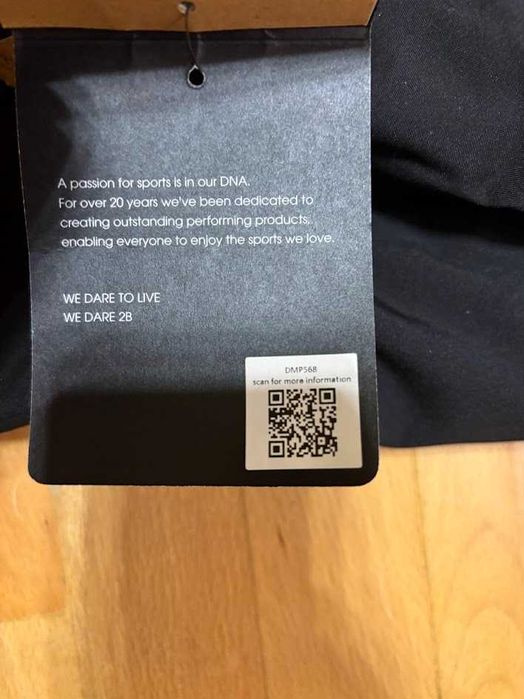 A passion for sports is in our DNA.
For over 20 years we've been dedicated to
creating outstanding performing products,
enabling everyone to enjoy the sports we love.
WE DARE TO LIVE
WE DARE 2B
DMP568
scan for more information